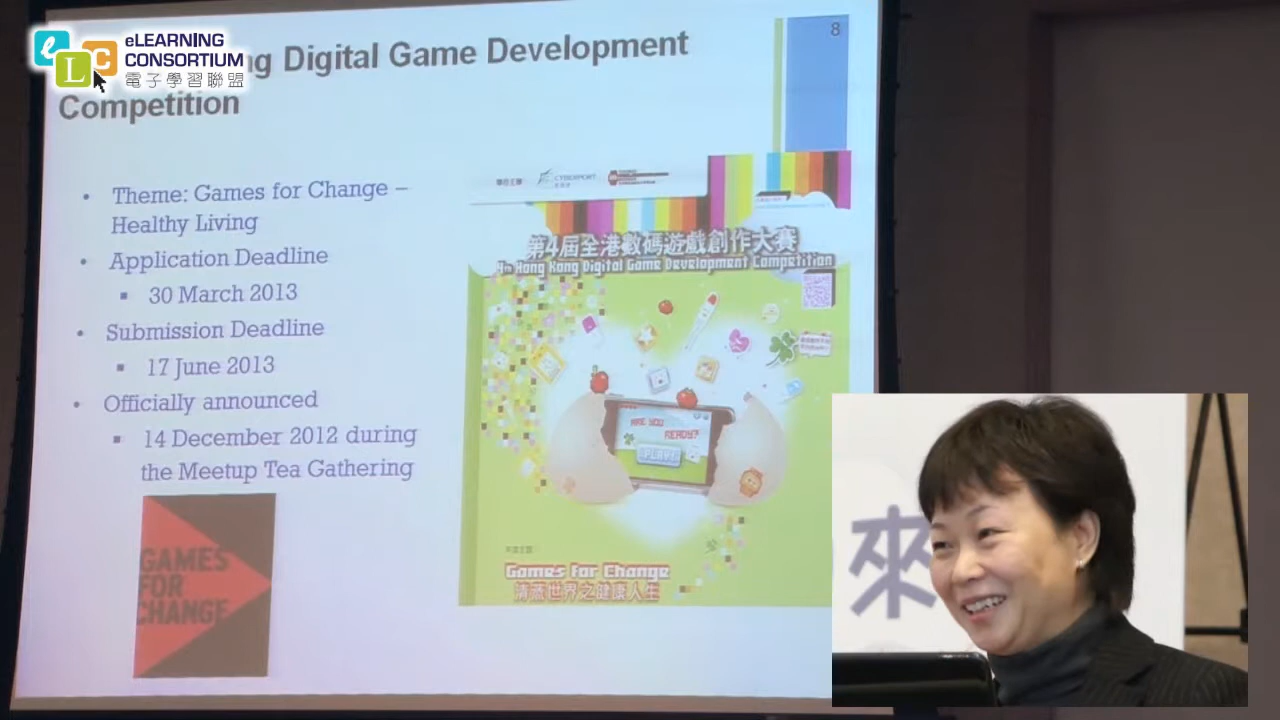 eLEARNING
CONSORTIUM
電子學習聯盟
eLC
ng Digital Game Development
Competition
8
• Theme: Games for Change –
Healthy Living
• Application Deadline
▪ 30 March 2013
• Submission Deadline
▪ 17 June 2013
• Officially announced
▪ 14 December 2012 during
the Meetup Tea Gathering
GAMES
FOR
CHANGE
CYBERPORT
第4屆全港數碼遊戲創作大賽
4th Hong Kong Digital Game Development Competition
ARE YOU
READY?
PLAY!
Games For Change
清蒸世界之健康人生
來